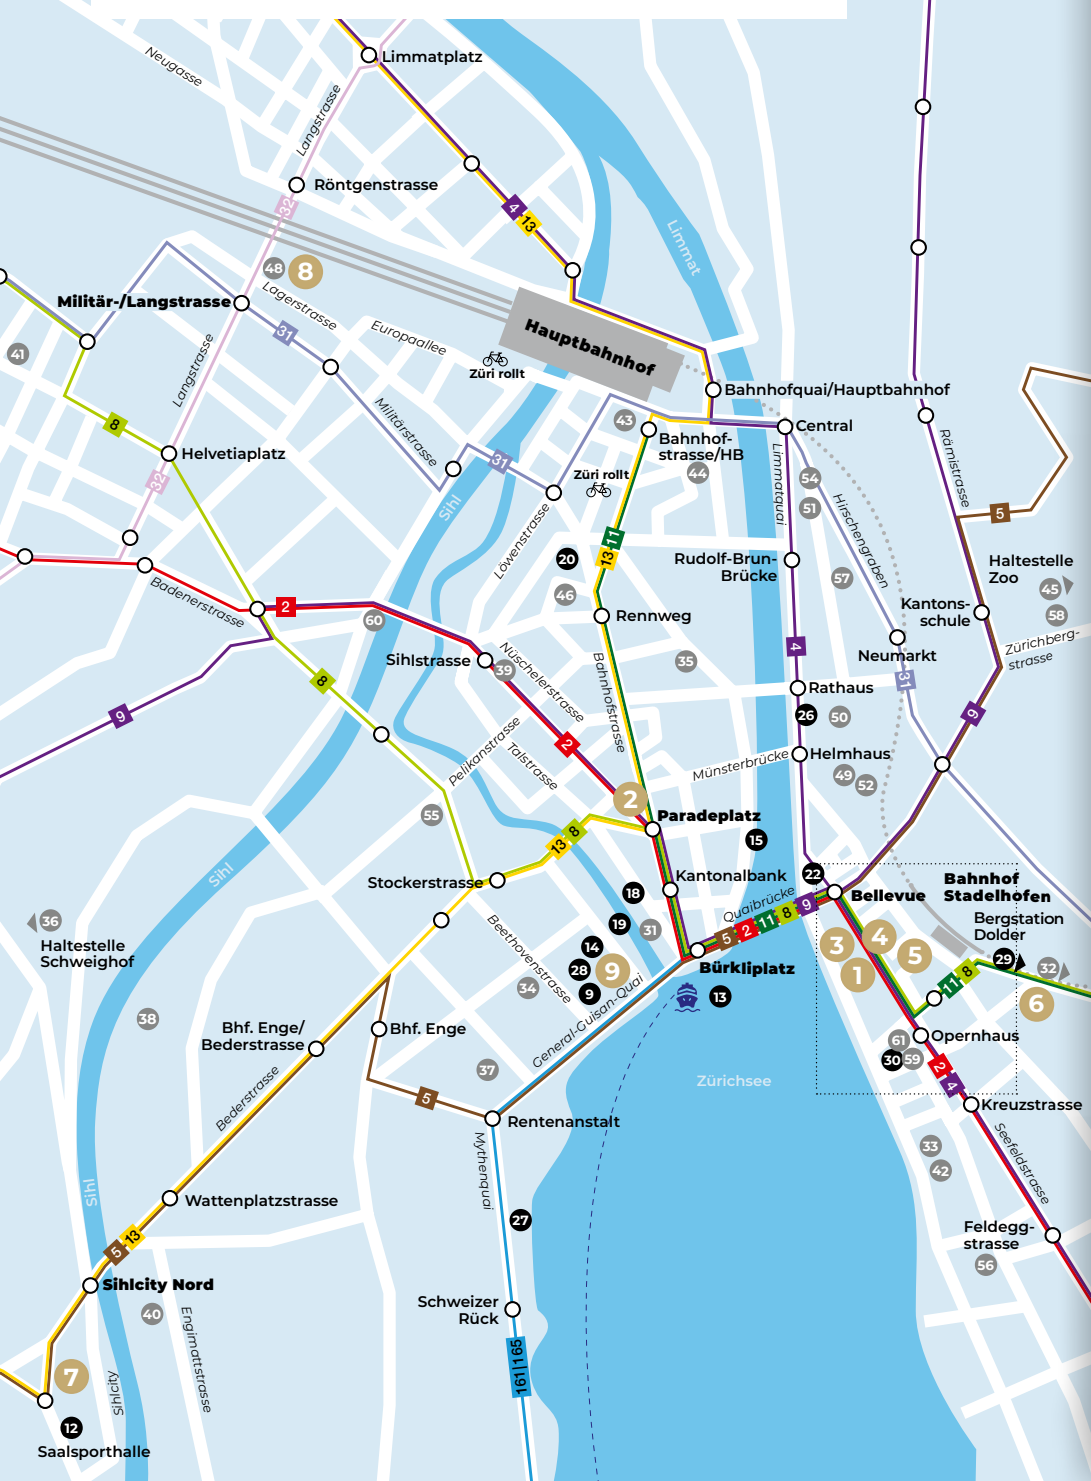 Neugasse
Limmatplatz
Langstrasse
Röntgenstrasse
32
4
13
Limmat
48
8
Militär-/Langstrasse
Lagerstrasse
31
Europaallee
Hauptbahnhof
Züri rollt
41
Langstrasse
8
Militärstrasse
Bahnhofquai/Hauptbahnhof
43
Bahnhof-
strasse/HB
44
Central
Limmatquai
Rämistrasse
Helvetiaplatz
32
31
Züri rollt
54
51
Hirschengraben
5
Sihl
Löwenstrasse
11
13
20
46
Rudolf-Brun-
Brücke
57
Haltestelle
Zoo
45
58
Badenerstrasse
2
60
Rennweg
Kantons-
schule
Zürichberg-
strasse
4
Neumarkt
Sihlstrasse
39
Nüschelerstrasse
35
Bahnhofstrasse
31
8
9
Rathaus
26
50
9
2
Pelikanstrasse
Talstrasse
Münsterbrücke
Helmhaus
49
52
55
2
Paradeplatz
8
13
15
Sihl
Stockerstrasse
Kantonalbank
18
22
Bellevue
Bahnhof
Stadelhofen
Quaibrücke
5
2
11
8
9
36
Haltestelle
Schweighof
Beethovenstrasse
19
31
14
28
9
9
34
Bergstation
Dolder
29
32
3
4
5
1
6
Bürkliplatz
13
General-Guisan-Quai
11
8
38
Bhf. Enge/
Bederstrasse
Bhf. Enge
37
Opernhaus
61
30
59
2
4
Zürichsee
Bederstrasse
5
Rentenanstalt
Kreuzstrasse
Mythenquai
Seefeldstrasse
33
42
Sihl
Wattenplatzstrasse
27
Feldegg-
strasse
56
5
13
Sihlcity Nord
40
Engimattstrasse
Schweizer
Rück
161|165
7
Sihlcity
12
Saalsporthalle